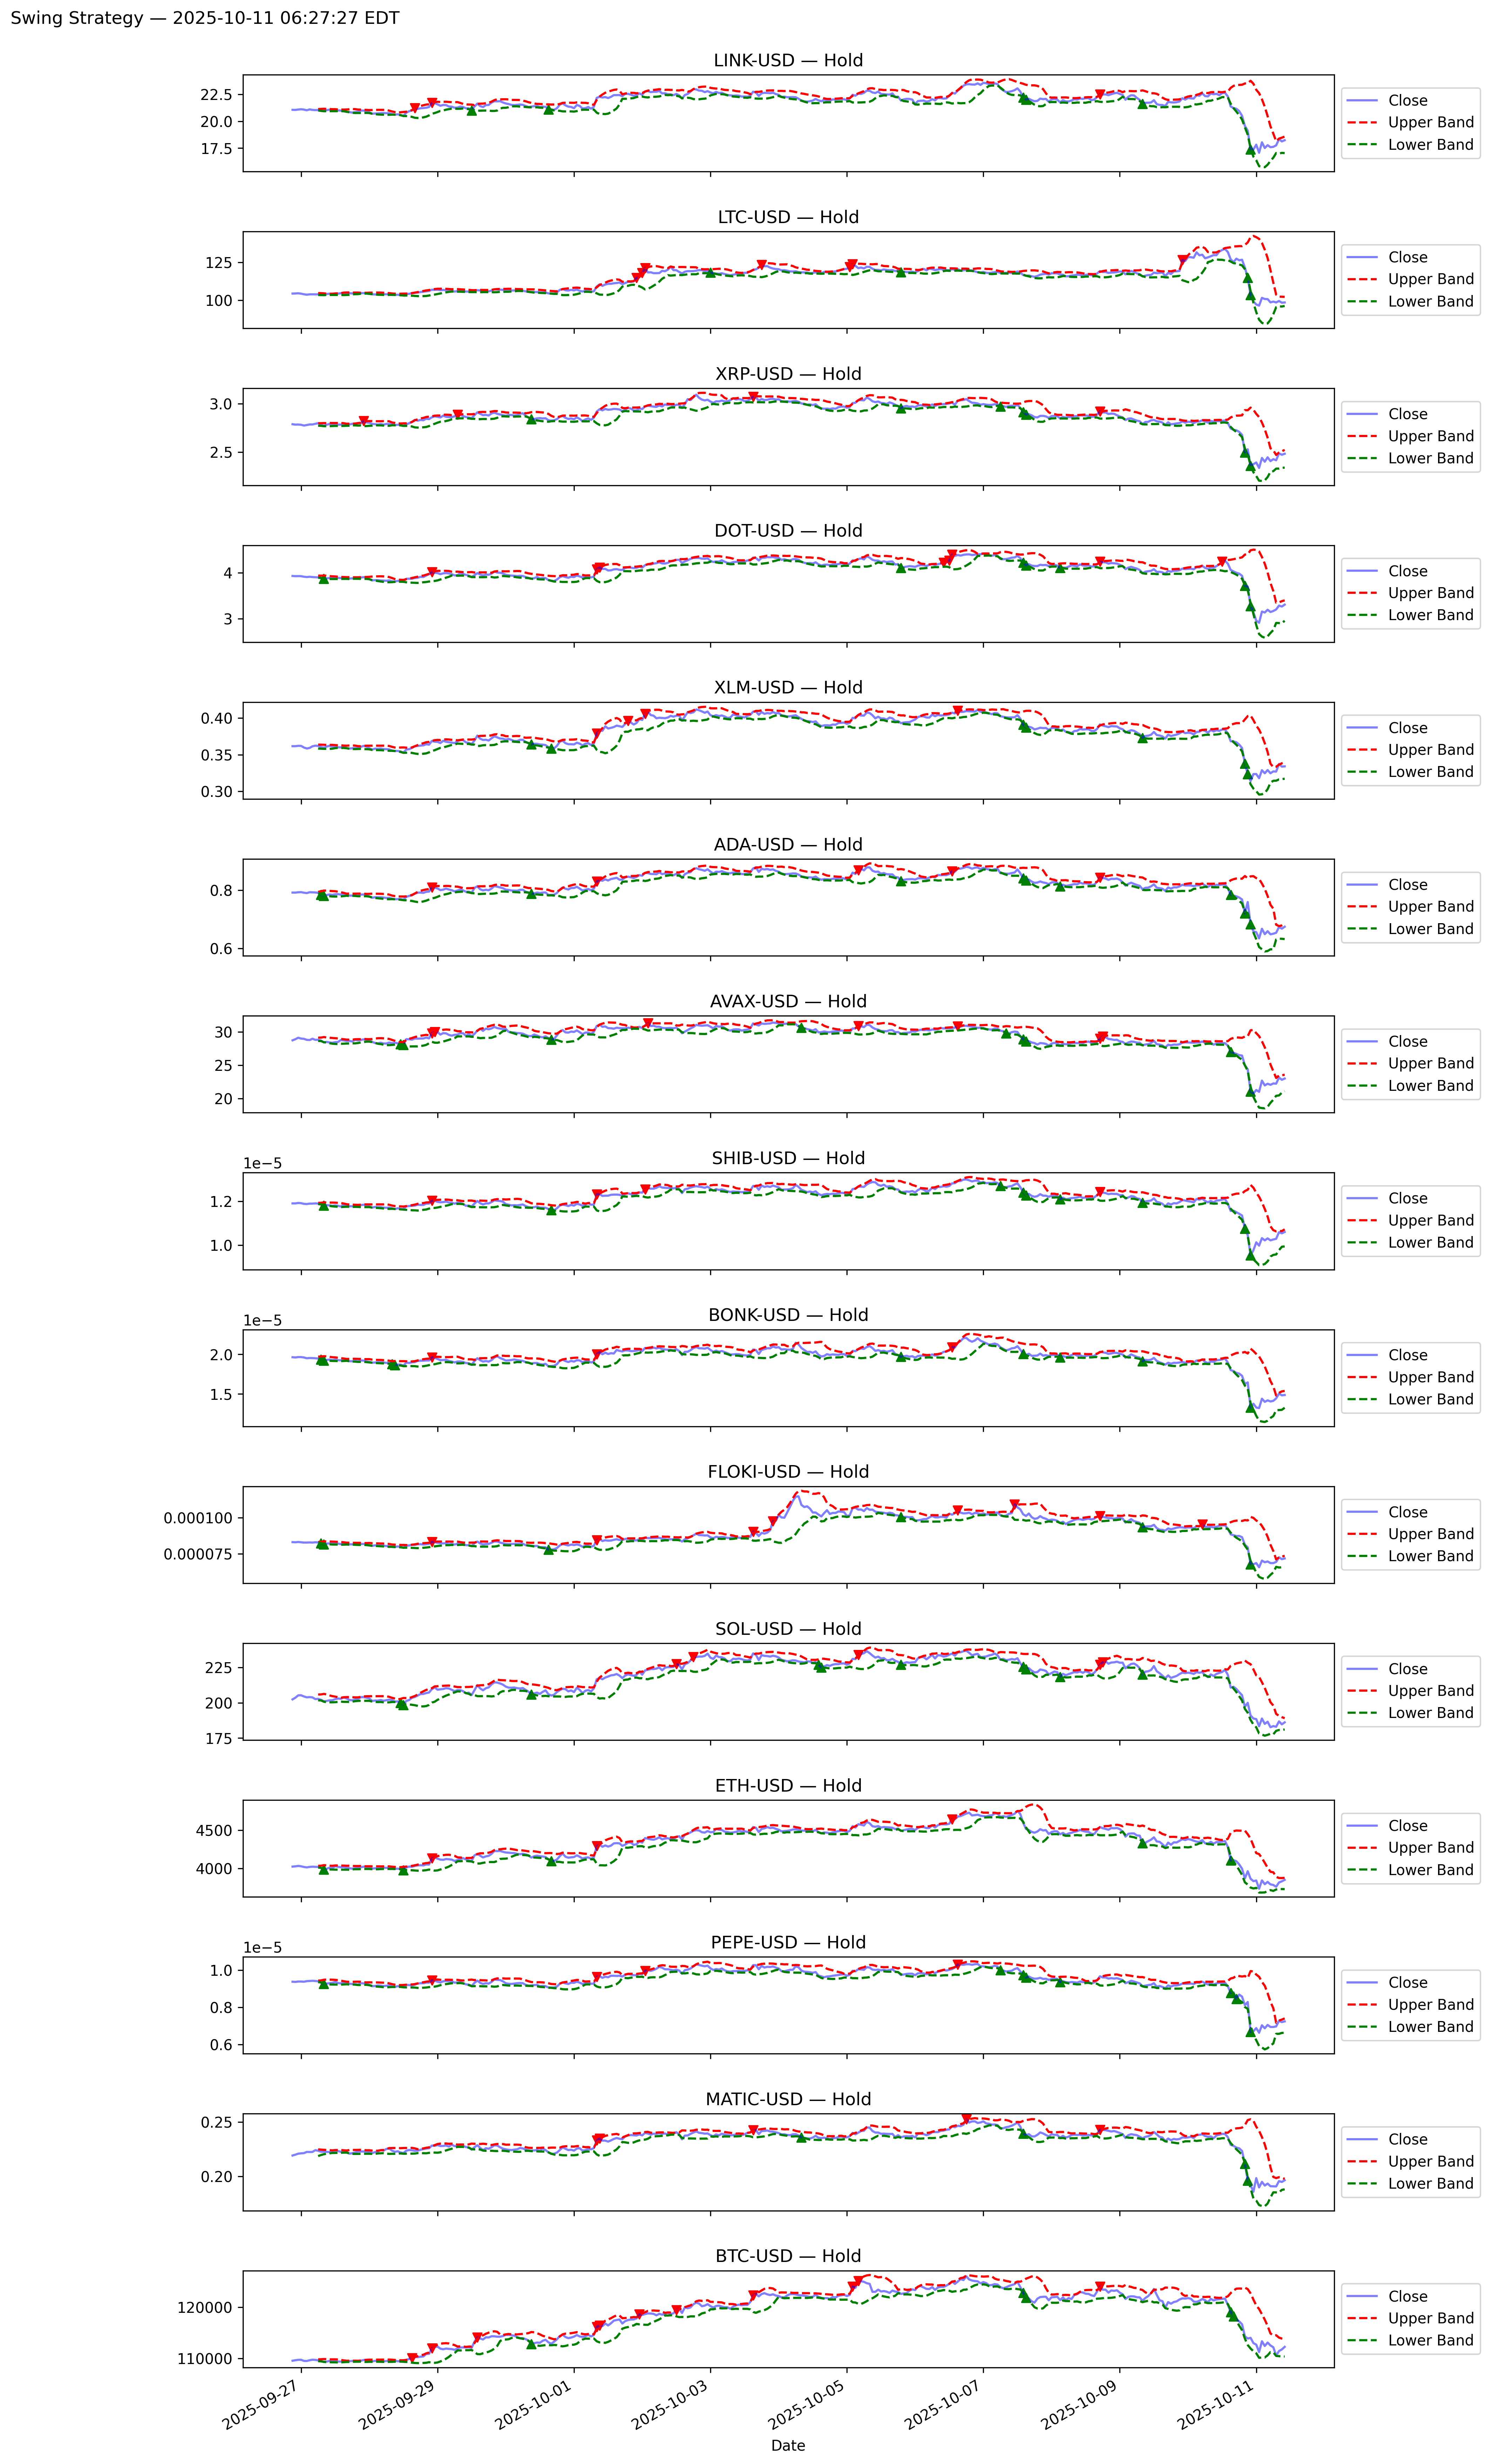 Swing Strategy — 2025-10-11 06:27:27 EDT
LINK-USD — Hold
22.5
20.0
17.5
Close
Upper Band
Lower Band
LTC-USD — Hold
125
100
Close
Upper Band
Lower Band
XRP-USD — Hold
3.0
2.5
Close
Upper Band
Lower Band
DOT-USD — Hold
4
3
Close
Upper Band
Lower Band
XLM-USD — Hold
0.40
0.35
0.30
Close
Upper Band
Lower Band
ADA-USD — Hold
0.8
0.6
Close
Upper Band
Lower Band
AVAX-USD — Hold
30
25
20
Close
Upper Band
Lower Band
SHIB-USD — Hold
1e−5
1.2
1.0
Close
Upper Band
Lower Band
BONK-USD — Hold
1e−5
2.0
1.5
Close
Upper Band
Lower Band
FLOKI-USD — Hold
0.000100
0.000075
Close
Upper Band
Lower Band
SOL-USD — Hold
225
200
175
Close
Upper Band
Lower Band
ETH-USD — Hold
4500
4000
Close
Upper Band
Lower Band
PEPE-USD — Hold
1e−5
1.0
0.8
0.6
Close
Upper Band
Lower Band
MATIC-USD — Hold
0.25
0.20
Close
Upper Band
Lower Band
BTC-USD — Hold
120000
110000
Close
Upper Band
Lower Band
2025-09-27
2025-09-29
2025-10-01
2025-10-03
2025-10-05
2025-10-07
2025-10-09
2025-10-11
Date